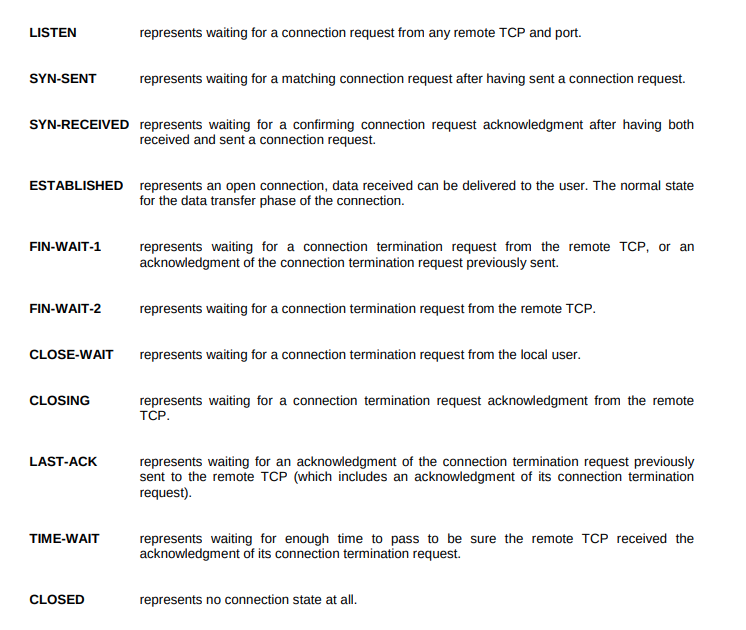 LISTEN represents waiting for a connection request from any remote TCP and port.
SYN-SENT represents waiting for a matching connection request after having sent a connection request.
SYN-RECEIVED represents waiting for a confirming connection request acknowledgment after having both
received and sent a connection request.
ESTABLISHED represents an open connection, data received can be delivered to the user. The normal state
for the data transfer phase of the connection.
FIN-WAIT-1 represents waiting for a connection termination request from the remote TCP, or an
acknowledgment of the connection termination request previously sent.
FIN-WAIT-2 represents waiting for a connection termination request from the remote TCP.
CLOSE-WAIT represents waiting for a connection termination request from the local user.
CLOSING represents waiting for a connection termination request acknowledgment from the remote
TCP.
LAST-ACK represents waiting for an acknowledgment of the connection termination request previously
sent to the remote TCP (which includes an acknowledgment of its connection termination
request).
TIME-WAIT represents waiting for enough time to pass to be sure the remote TCP received the
acknowledgment of its connection termination request.
CLOSED represents no connection state at all.